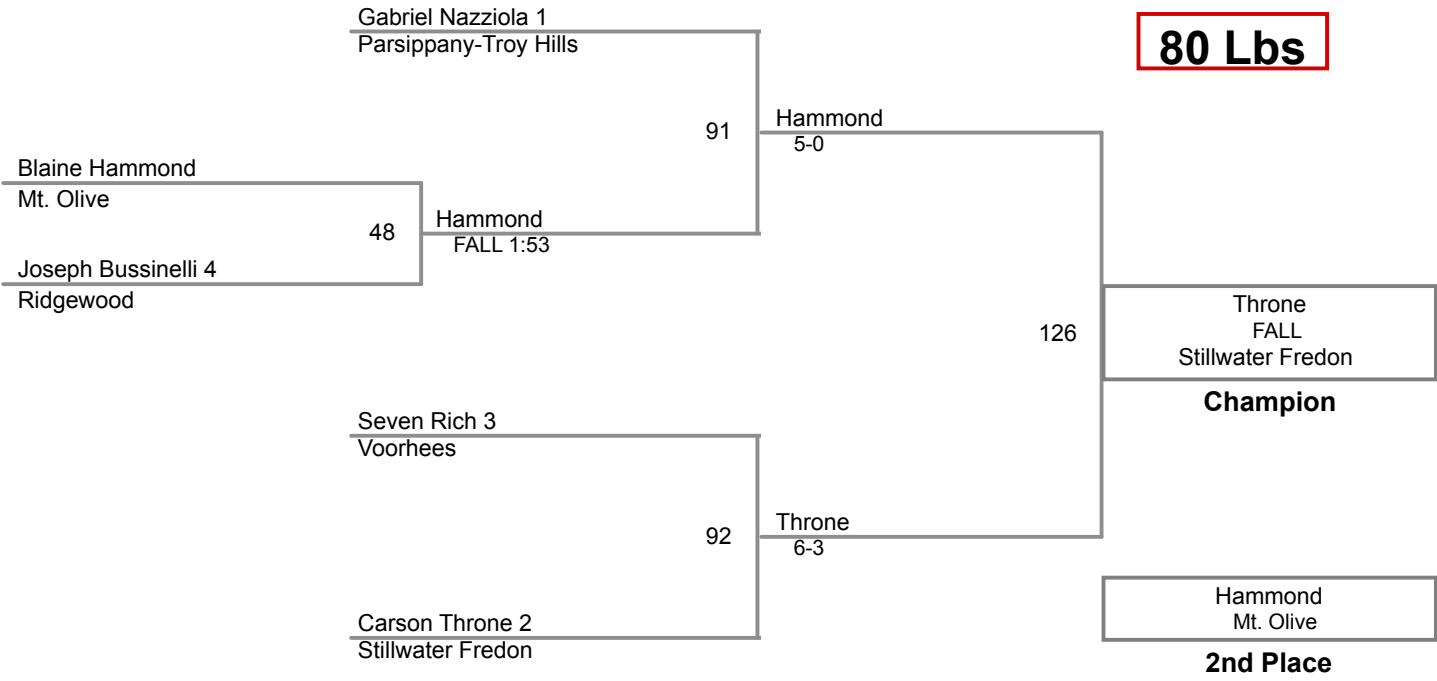 Gabriel Nazziola 1
Parsippany-Troy Hills
80 Lbs
91
Hammond
5-0
Blaine Hammond
Mt. Olive
48
Hammond
FALL 1:53
Joseph Bussinelli 4
Ridgewood
126
Throne
FALL
Stillwater Fredon
Champion
Seven Rich 3
Voorhees
92
Throne
6-3
Carson Throne 2
Stillwater Fredon
Hammond
Mt. Olive
2nd Place